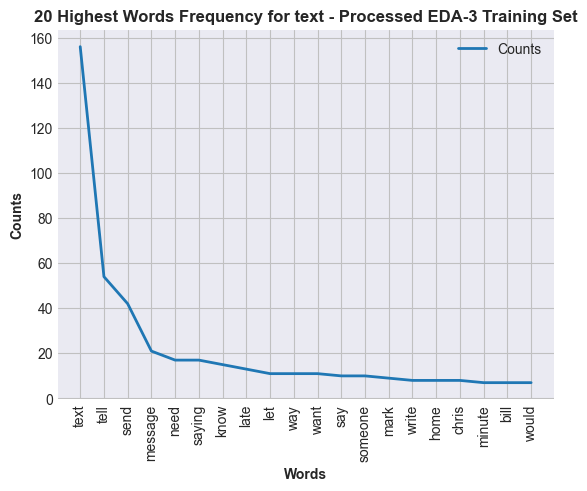 20 Highest Words Frequency for text - Processed EDA-3 Training Set
Counts
160
140
120
100
80
60
40
20
0
Counts
text
tell
send
message
need
saying
know
late
let
way
want
say
someone
mark
write
home
chris
minute
bill
would
Words